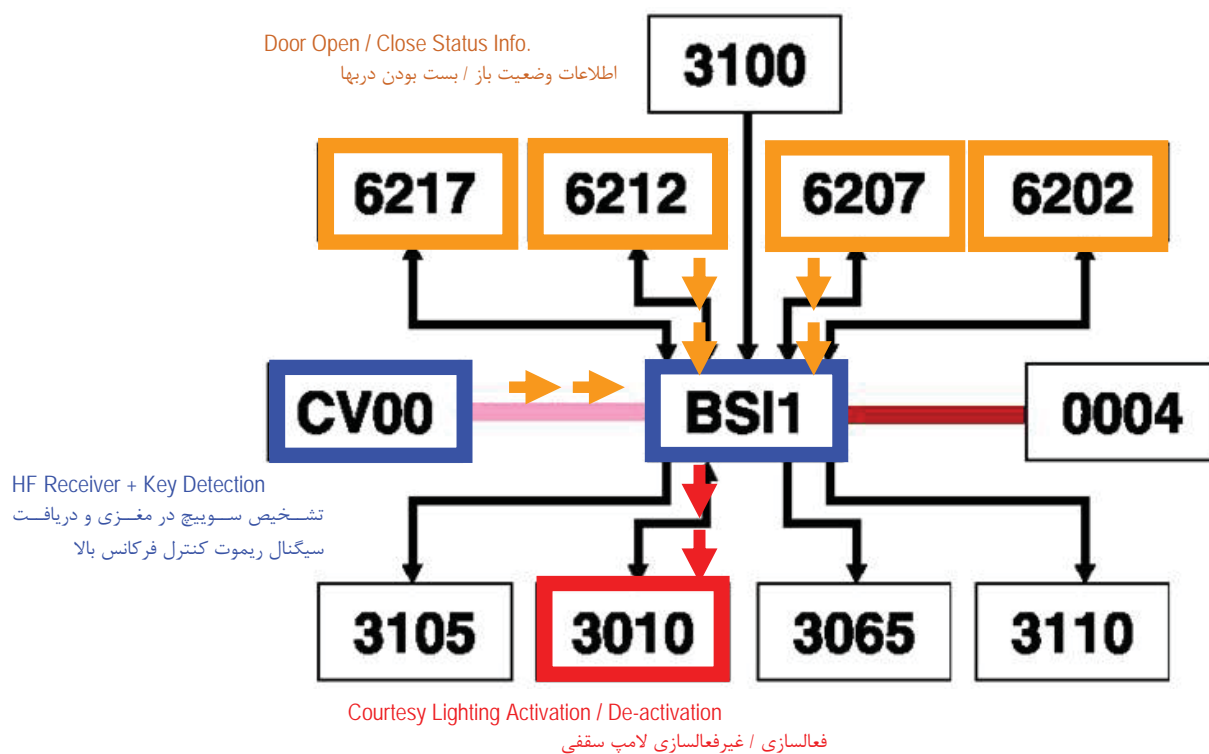 Door Open / Close Status Info.
اطلاعات وضعیت باز / بست بودن دربها
3100
6217
6212
6207
6202
CV00
BSI1
0004
HF Receiver + Key Detection
تشـــخیص ســـوییچ در مغـــزی و دریافـــت
سیگنال ریموت کنترل فرکانس بالا
3105
3010
3065
3110
Courtesy Lighting Activation / De-activation
فعالسازی / غیرفعالسازی لامپ سقفی